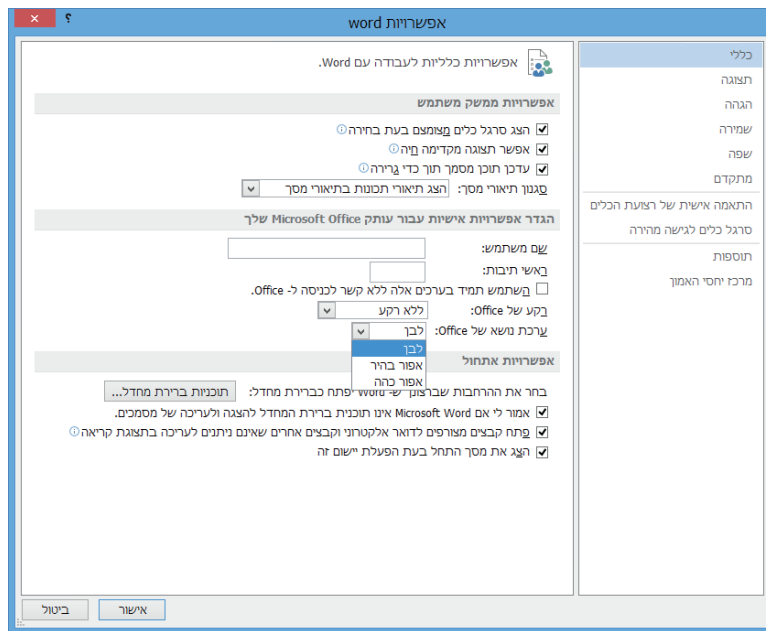 אפשרויות word
כללי
תצוגה
הגהה
שמירה
שפה
מתקדם
התאמה אישית של רצועת הכלים
סרגל כלים לגישה מהירה
תוספות
מרכז יחסי האמון
אפשרויות כלליות לעבודה עם Word.
אפשרויות ממשק משתמש
הצג סרגל כלים מצומצם בעת בחירה
אפשר תצוגה מקדימה חיה
עדכן תוכן מסמך תוך כדי גרירה
סגנון תיאורי מסך: הצג תיאורי תכונות בתיאורי מסך
הגדר אפשרויות אישיות עבור עותק Microsoft Office שלך
שם משתמש:
ראשי תיבות:
השתמש תמיד בערכים אלה ללא קשר לכניסה ל- Office.
רקע של Office: ללא רקע
ערכת נושא של Office: לבן
לבן
אפור בהיר
אפור כהה
אפשרויות אתחול
בחר את ההרחבות שברצונך ש- Word יפתח כברירת מחדל: תוכניות ברירת מחדל...
אמור לי אם Microsoft Word אינו תוכנית ברירת המחדל להצגה ולעריכה של מסמכים.
פתח קבצים מצורפים לדואר אלקטרוני וקבצים אחרים שאינם ניתנים לעריכה בתצוגת קריאה
הצג את מסך התחל בעת הפעלת יישום זה
אישור
ביטול